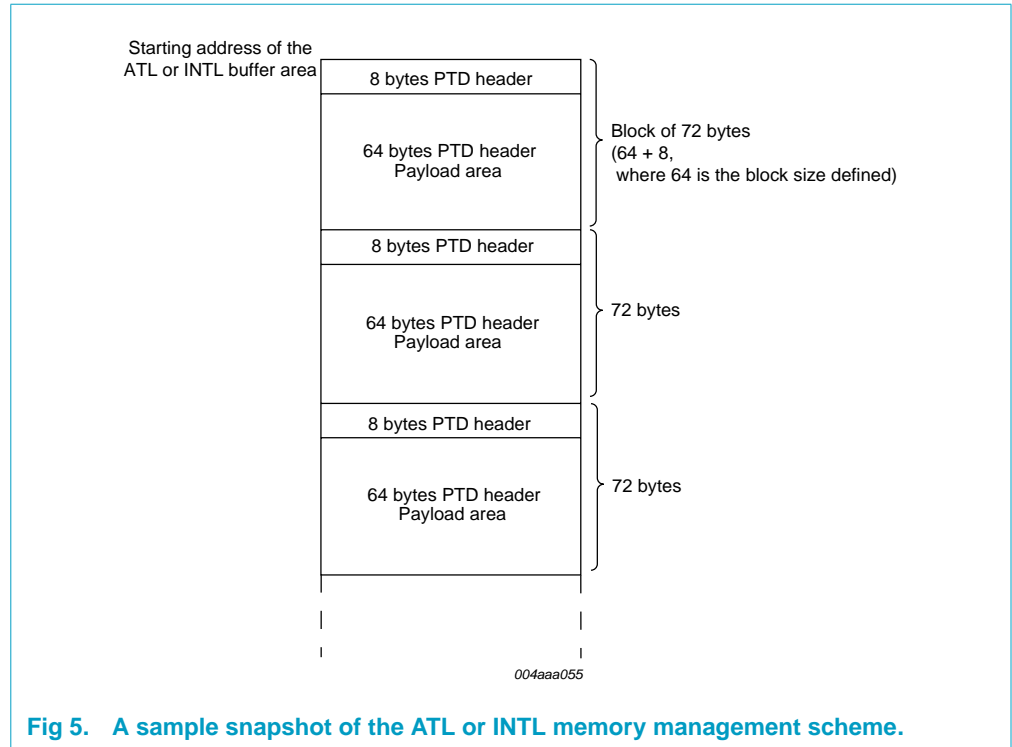 Starting address of the
ATL or INTL buffer area
8 bytes PTD header
64 bytes PTD header
Payload area
Block of 72 bytes
(64 + 8,
where 64 is the block size defined)
8 bytes PTD header
64 bytes PTD header
Payload area
72 bytes
8 bytes PTD header
64 bytes PTD header
Payload area
72 bytes
004aaa055
Fig 5. A sample snapshot of the ATL or INTL memory management scheme.